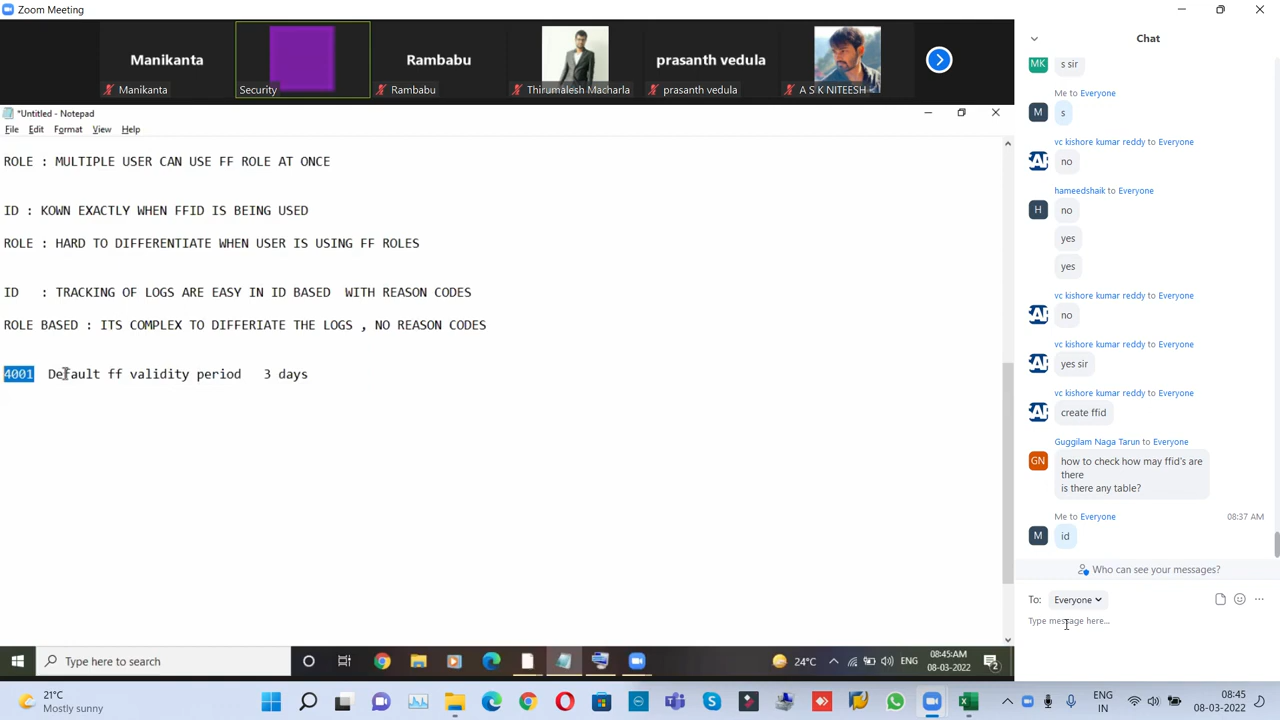 Zoom Meeting
Manikanta
Manikanta
Security
Rambabu
Rambabu
Thirumalesh Macharla
prasanth vedula
prasanth vedula
A S K NITEESH
*Untitled - Notepad
File Edit Format View Help
ROLE : MULTIPLE USER CAN USE FF ROLE AT ONCE
ID : KOWN EXACTLY WHEN FFID IS BEING USED
ROLE : HARD TO DIFFERENTIATE WHEN USER IS USING FF ROLES
ID : TRACKING OF LOGS ARE EASY IN ID BASED WITH REASON CODES
ROLE BASED : ITS COMPLEX TO DIFFERIATE THE LOGS , NO REASON CODES
4001 Default ff validity period 3 days
Type here to search
24°C
ENG
08:45:AM
08-03-2022
2
Chat
MK
s sir
Me to Everyone
M
s
vc kishore kumar reddy to Everyone
SAP
no
hameedshaik to Everyone
H
no
yes
yes
vc kishore kumar reddy to Everyone
SAP
no
vc kishore kumar reddy to Everyone
SAP
yes sir
vc kishore kumar reddy to Everyone
SAP
create ffid
Guggilam Naga Tarun to Everyone
GN
how to check how may ffid's are
there
is there any table?
Me to Everyone 08:37 AM
M
id
Who can see your messages?
To: Everyone
Type message here...
21°C
Mostly sunny
ENG
IN
08:45
08-03-2022